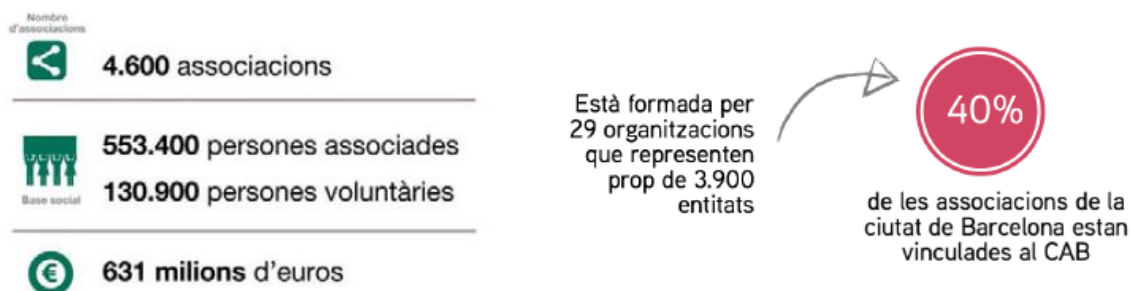 Nombre
d'associacions
4.600 associacions
553.400 persones associades
130.900 persones voluntàries
Base social
631 milions d'euros
Està formada per
29 organitzacions
que representen
prop de 3.900
entitats
40%
de les associacions de la
ciutat de Barcelona estan
vinculades al CAB